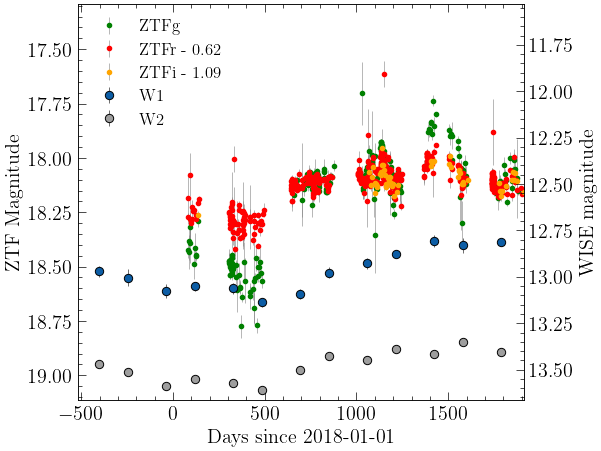 ZTFg
ZTFr - 0.62
ZTFi - 1.09
W1
W2
17.50
17.75
18.00
18.25
18.50
18.75
19.00
ZTF Magnitude
11.75
12.00
12.25
12.50
12.75
13.00
13.25
13.50
WISE magnitude
−500 0 500 1000 1500
Days since 2018-01-01